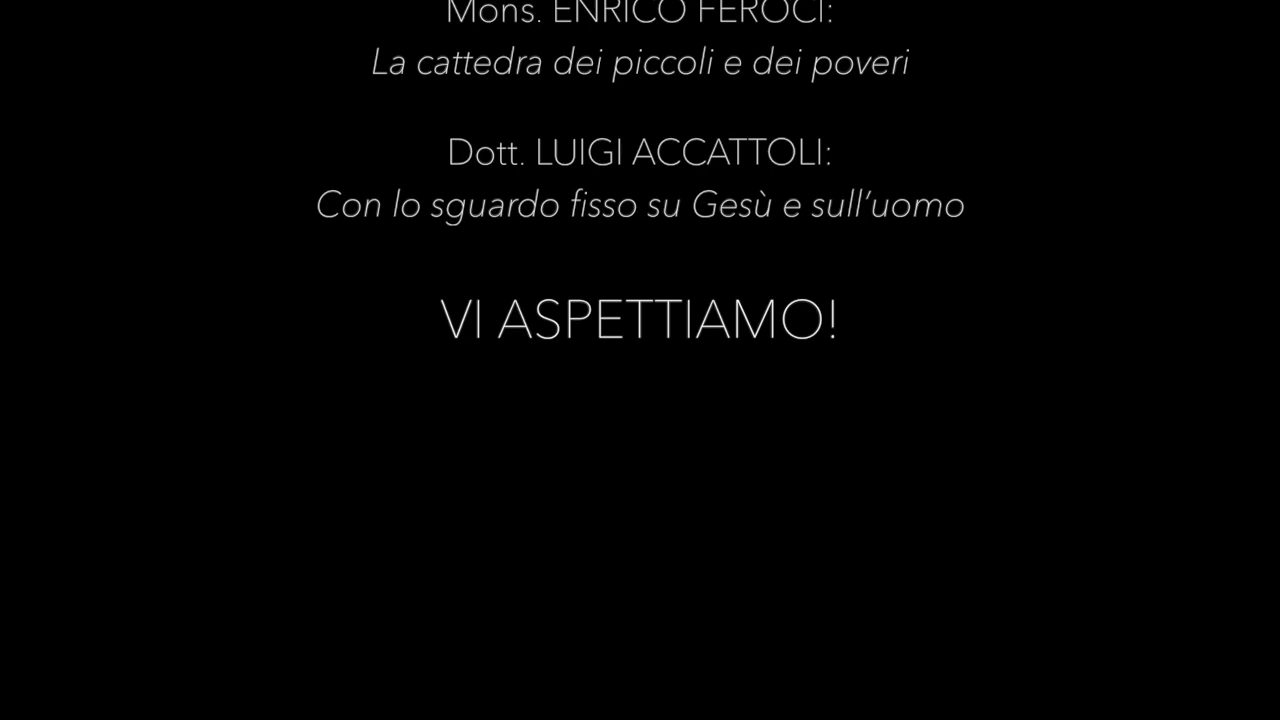 Mons. ENRICO FEROCI:
La cattedra dei piccoli e dei poveri
Dott. LUIGI ACCATTOLI:
Con lo sguardo fisso su Gesù e sull’uomo
VI ASPETTIAMO!